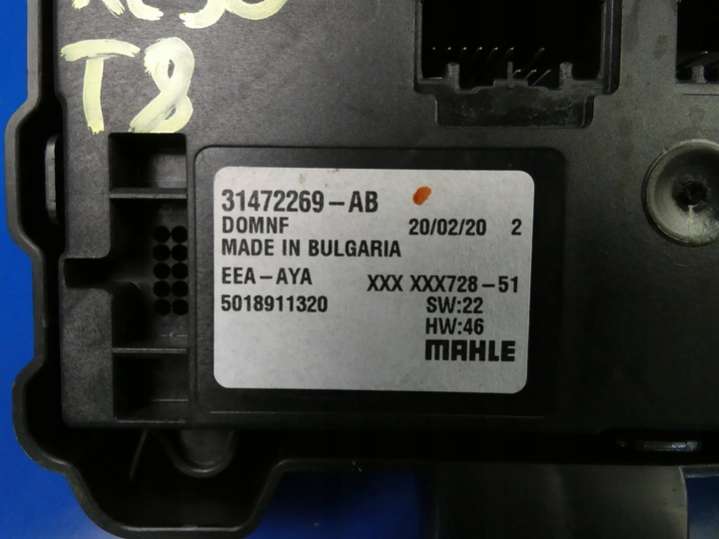 T8
31472269-AB
DOMNF 20/02/20 2
MADE IN BULGARIA
EEA-AYA XXX XXX728-51
5018911320 SW:22
HW:46
MAHLE